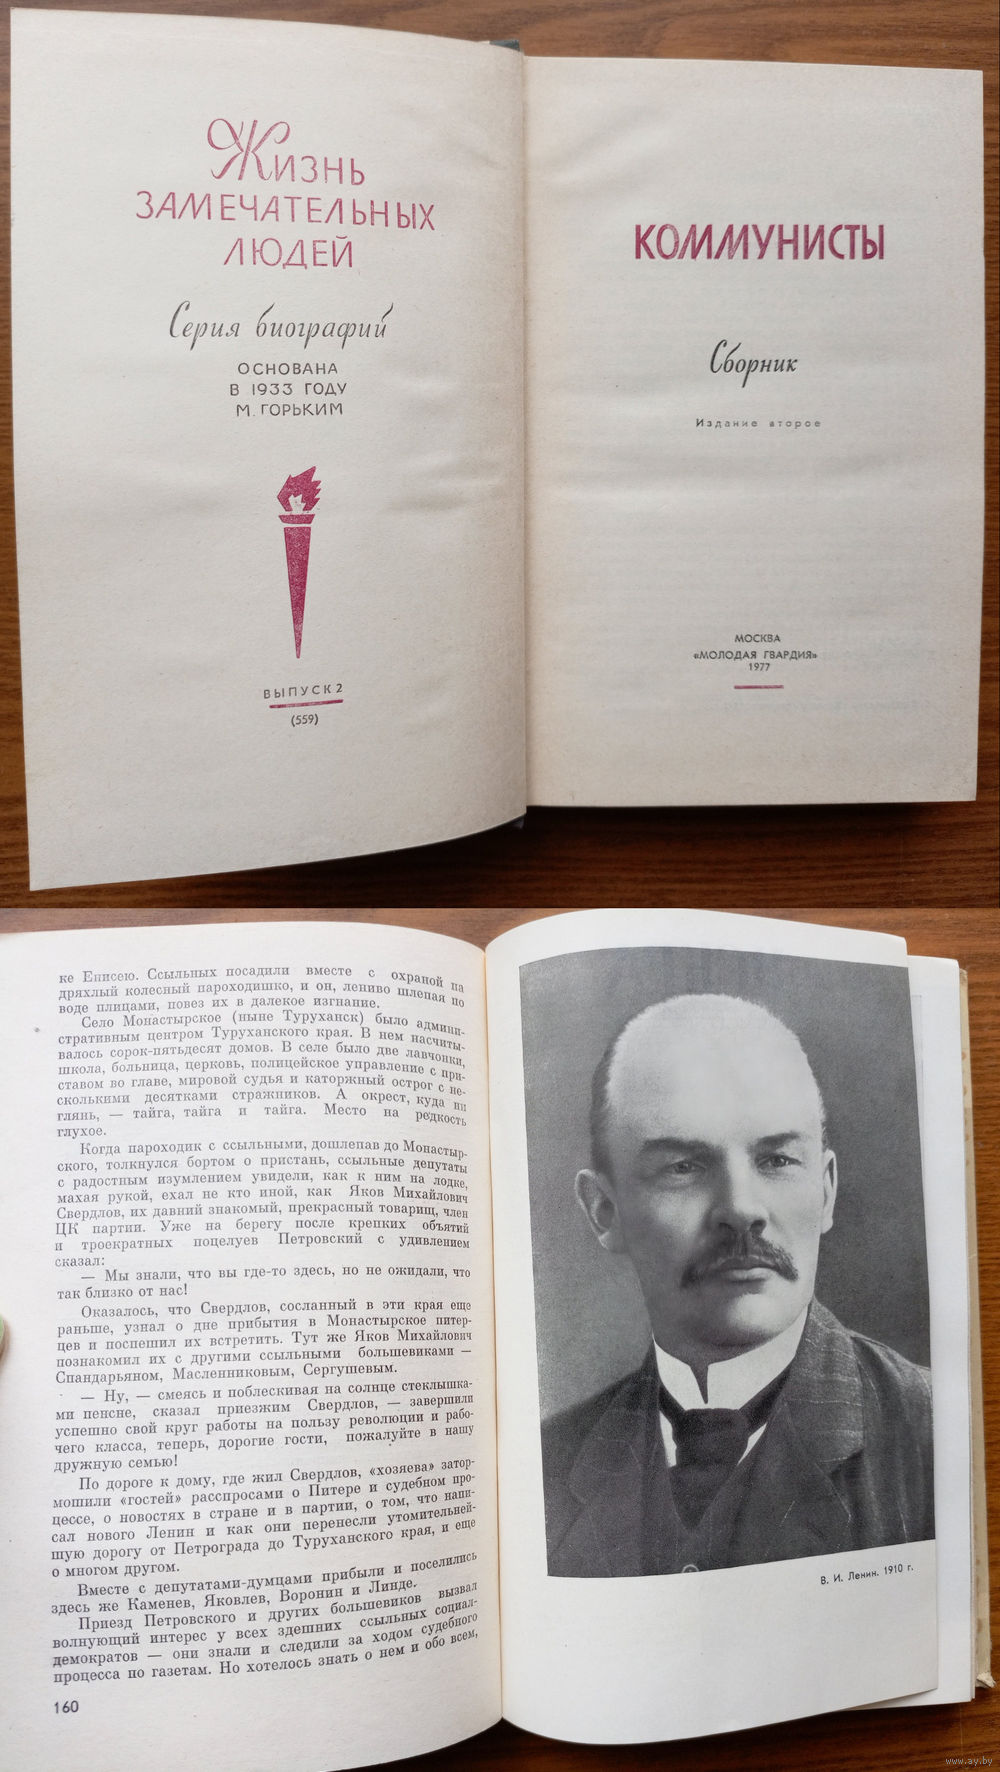 Жизнь
замечательных
людей
Серия биографий
ОСНОВАНА
В 1933 ГОДУ
М. ГОРЬКИМ
ВЫПУСК 2
(559)
КОММУНИСТЫ
Сборник
Издание второе
МОСКВА
«МОЛОДАЯ ГВАРДИЯ»
1977
ке Енисею. Ссыльных посадили вместе с охраной на
дряхлый колесный пароходишко, и он, лениво шлепая по
воде плицами, повез их в далекое изгнание.
Село Монастырское (ныне Туруханск) было админи-
стративным центром Туруханского края. В нем насчиты-
валось сорок-пятьдесят домов. В селе было две лавчонки,
школа, больница, церковь, полицейское управление с при-
ставом во главе, мировой судья и каторжный острог с не-
сколькими десятками стражников. А окрест, куда ни
глянь, — тайга, тайга и тайга. Место на редкость
глухое.
Когда пароходик с ссыльными, дошлепав до Монастыр-
ского, толкнулся бортом о пристань, ссыльные депутаты
с радостным изумлением увидели, как к ним на лодке,
махая рукой, ехал не кто иной, как Яков Михайлович
Свердлов, их давний знакомый, прекрасный товарищ, член
ЦК партии. Уже на берегу после крепких объятий
и троекратных поцелуев Петровский с удивлением
сказал:
— Мы знали, что вы где-то здесь, но не ожидали, что
так близко от нас!
Оказалось, что Свердлов, сосланный в эти края еще
раньше, узнал о дне прибытия в Монастырское питер-
цев и поспешил их встретить. Тут же Яков Михайлович
познакомил их с другими ссыльными большевиками —
Спандарьяном, Масленниковым, Сергушевым.
— Ну, — смеясь и поблескивая на солнце стеклышка-
ми пенсне, сказал приезжим Свердлов, — завершили
успешно свой круг работы на пользу революции и рабо-
чего класса, теперь, дорогие гости, пожалуйте в нашу
дружную семью!
По дороге к дому, где жил Свердлов, «хозяева» затор-
мошили «гостей» расспросами о Питере и судебном про-
цессе, о новостях в стране и в партии, о том, что напи-
сал нового Ленин и как они перенесли утомительней-
шую дорогу от Петрограда до Туруханского края, и еще
о многом другом.
Вместе с депутатами-думцами прибыли и поселились
здесь же Каменев, Яковлев, Воронин и Линде.
Приезд Петровского и других большевиков вызвал
волнующий интерес у всех здешних ссыльных социал-
демократов — они знали и следили за ходом судебного
процесса по газетам. Но хотелось знать о нем и обо всем,
160
В. И. Ленин. 1910 г.
www.ay.by